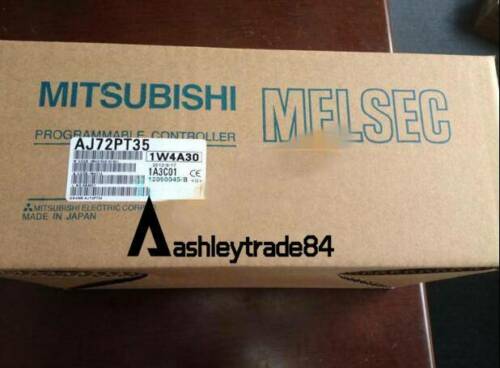 MITSUBISHI
MELSEC
PROGRAMMABLE CONTROLLER
AJ72PT35
1W4A30
1A3C01
CE
MITSUBISHI ELECTRIC CORP
MADE IN JAPAN
ashleytrade84